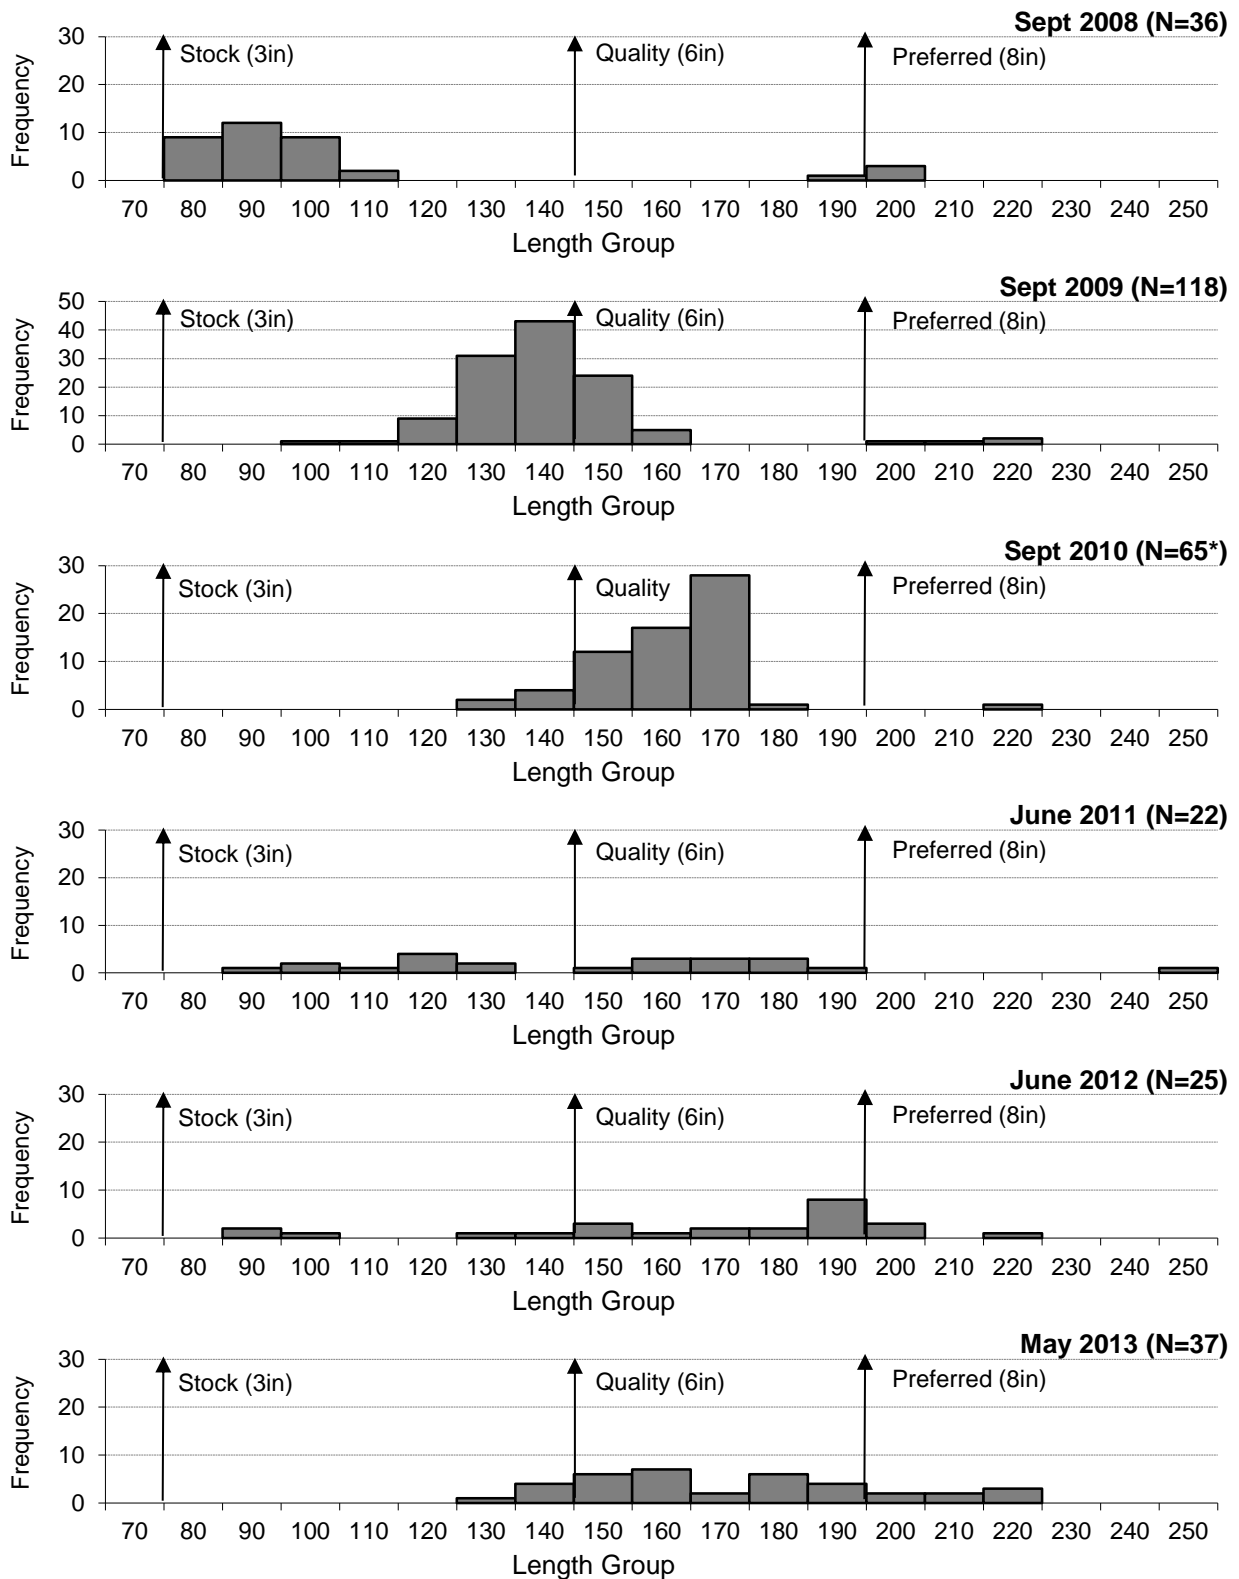 Sept 2008 (N=36)
Frequency
30
20
10
0
Stock (3in)
Quality (6in)
Preferred (8in)
70 80 90 100 110 120 130 140 150 160 170 180 190 200 210 220 230 240 250
Length Group
Sept 2009 (N=118)
Frequency
50
40
30
20
10
0
Stock (3in)
Quality (6in)
Preferred (8in)
70 80 90 100 110 120 130 140 150 160 170 180 190 200 210 220 230 240 250
Length Group
Sept 2010 (N=65*)
Frequency
30
20
10
0
Stock (3in)
Quality
Preferred (8in)
70 80 90 100 110 120 130 140 150 160 170 180 190 200 210 220 230 240 250
Length Group
June 2011 (N=22)
Frequency
30
20
10
0
Stock (3in)
Quality (6in)
Preferred (8in)
70 80 90 100 110 120 130 140 150 160 170 180 190 200 210 220 230 240 250
Length Group
June 2012 (N=25)
Frequency
30
20
10
0
Stock (3in)
Quality (6in)
Preferred (8in)
70 80 90 100 110 120 130 140 150 160 170 180 190 200 210 220 230 240 250
Length Group
May 2013 (N=37)
Frequency
30
20
10
0
Stock (3in)
Quality (6in)
Preferred (8in)
70 80 90 100 110 120 130 140 150 160 170 180 190 200 210 220 230 240 250
Length Group